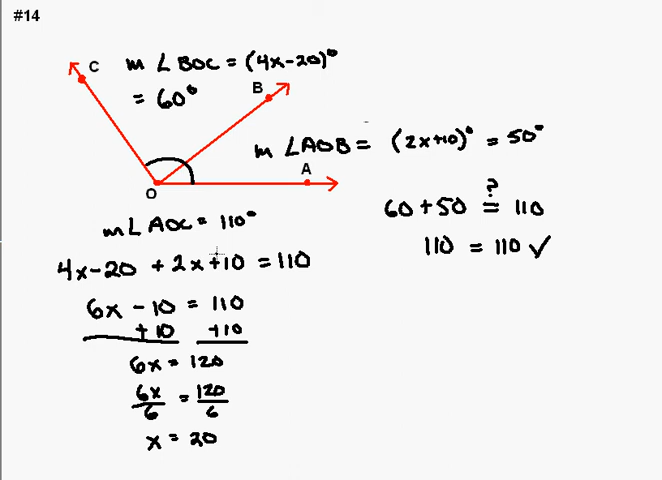 #14
C
m ∠BOC = (4x-20)°
= 60°
B
m ∠AOB = (2x+10)° = 50°
A
O
60+50 ?= 110
110 = 110 ✓
m∠AOC = 110°
4x-20 + 2x+10 = 110
6x - 10 = 110
+10 +10
6x = 120
6x/6 = 120/6
x = 20